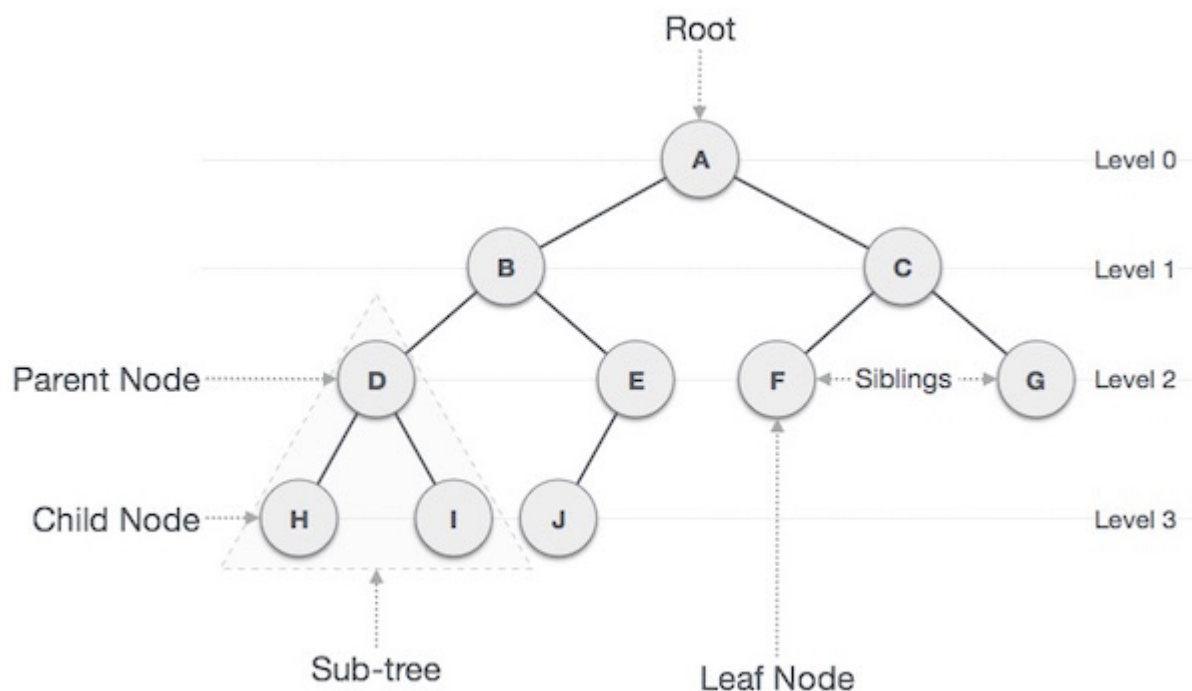 Root
A
Level 0
B
C
Level 1
Parent Node
D
E
F
Siblings
G
Level 2
Child Node
H
I
J
Level 3
Sub-tree
Leaf Node